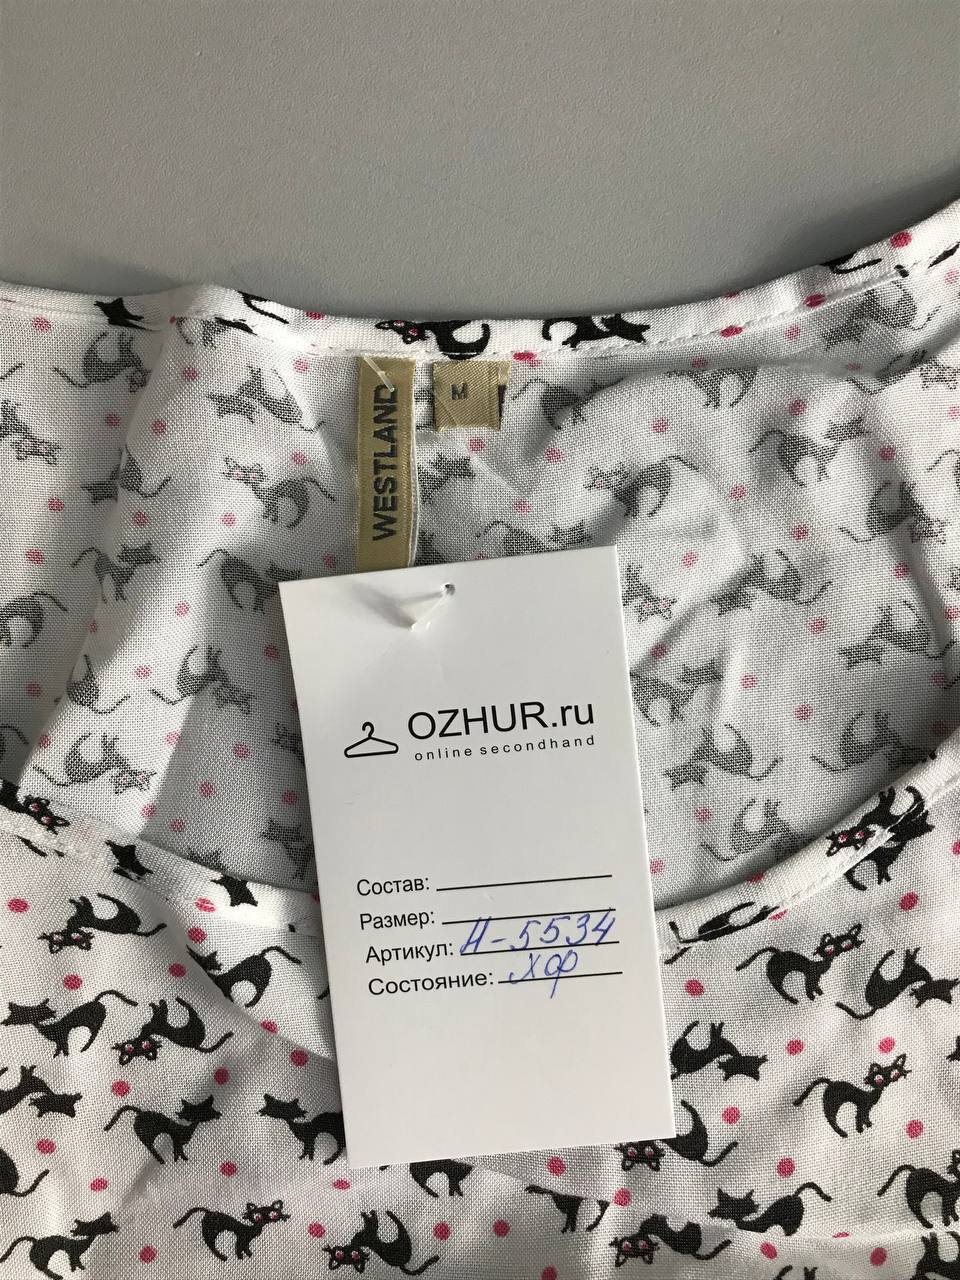 WESTLAND
M
OZHUR.ru
online secondhand
Состав:
Размер:
Артикул: Н-5534
Состояние: хор